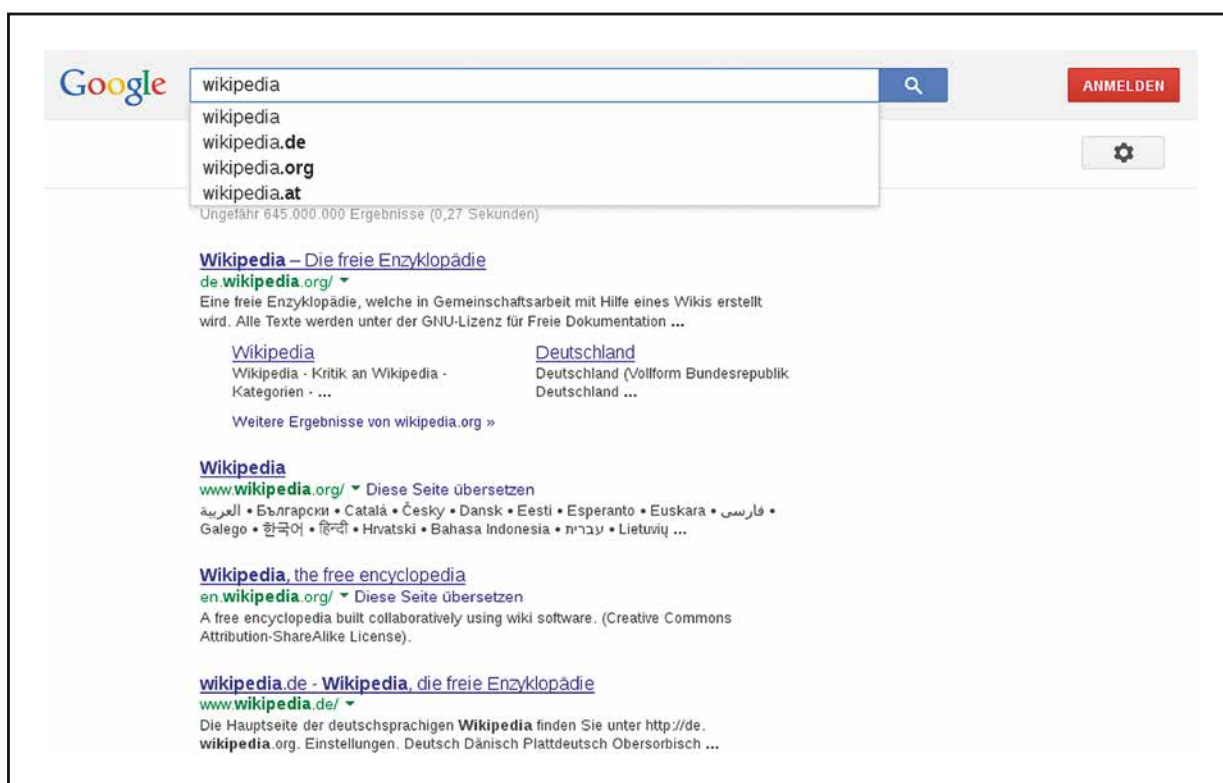 Google
wikipedia
ANMELDEN
wikipedia
wikipedia.de
wikipedia.org
wikipedia.at
Ungefähr 645.000.000 Ergebnisse (0,27 Sekunden)
Wikipedia – Die freie Enzyklopädie
de.wikipedia.org/
Eine freie Enzyklopädie, welche in Gemeinschaftsarbeit mit Hilfe eines Wikis erstellt
wird. Alle Texte werden unter der GNU-Lizenz für Freie Dokumentation ...
Wikipedia
Wikipedia - Kritik an Wikipedia -
Kategorien - ...
Deutschland
Deutschland (Vollform Bundesrepublik
Deutschland ...
Weitere Ergebnisse von wikipedia.org »
Wikipedia
www.wikipedia.org/ Diese Seite übersetzen
العربية • Български • Català • Česky • Dansk • Eesti • Esperanto • Euskara • فارسی •
Galego • 한국어 • हिन्दी • Hrvatski • Bahasa Indonesia • עברית • Lietuvių ...
Wikipedia, the free encyclopedia
en.wikipedia.org/ Diese Seite übersetzen
A free encyclopedia built collaboratively using wiki software. (Creative Commons
Attribution-ShareAlike License).
wikipedia.de - Wikipedia, die freie Enzyklopädie
www.wikipedia.de/
Die Hauptseite der deutschsprachigen Wikipedia finden Sie unter http://de.
wikipedia.org. Einstellungen. Deutsch Dänisch Plattdeutsch Obersorbisch ...